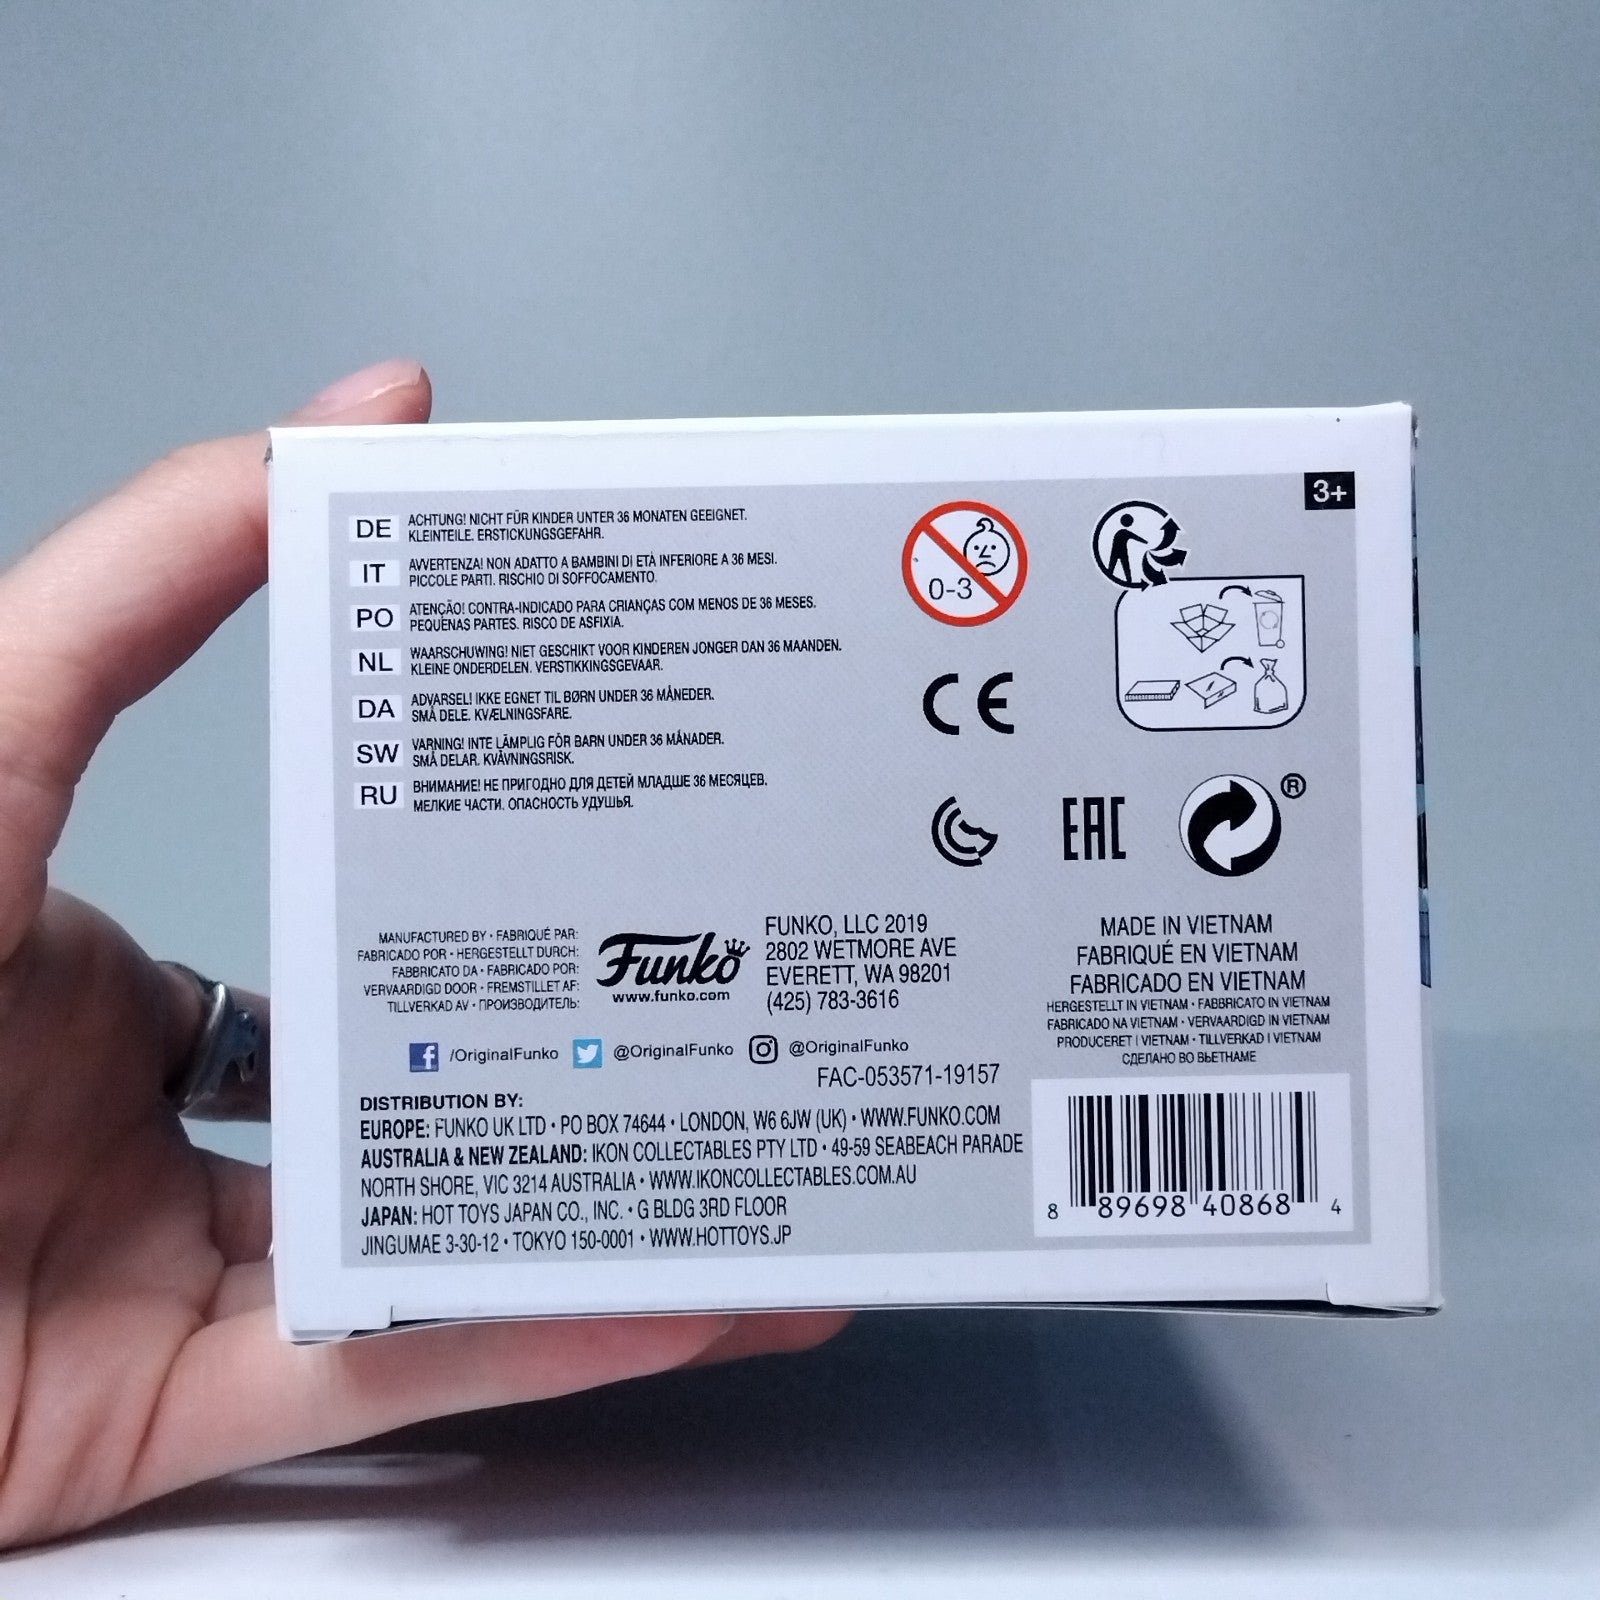 3+
DE ACHTUNG! NICHT FÜR KINDER UNTER 36 MONATEN GEEIGNET.
KLEINTEILE. ERSTICKUNGSGEFAHR.
IT AVVERTENZA! NON ADATTO A BAMBINI DI ETÀ INFERIORE A 36 MESI.
PICCOLE PARTI. RISCHIO DI SOFFOCAMENTO.
PO ATENÇÃO! CONTRA-INDICADO PARA CRIANÇAS COM MENOS DE 36 MESES.
PEQUENAS PARTES. RISCO DE ASFIXIA.
NL WAARSCHUWING! NIET GESCHIKT VOOR KINDEREN JONGER DAN 36 MAANDEN.
KLEINE ONDERDELEN. VERSTIKKINGSGEVAAR.
DA ADVARSEL! IKKE EGNET TIL BØRN UNDER 36 MÅNEDER.
SMÅ DELE. KVÆLNINGSFARE.
SW VARNING! INTE LÄMPLIG FÖR BARN UNDER 36 MÅNADER.
SMÅ DELAR. KVÄVNINGSRISK.
RU ВНИМАНИЕ! НЕ ПРИГОДНО ДЛЯ ДЕТЕЙ МЛАДШЕ 36 МЕСЯЦЕВ.
МЕЛКИЕ ЧАСТИ. ОПАСНОСТЬ УДУШЬЯ.
0-3
CE
EAC
®
MANUFACTURED BY • FABRIQUÉ PAR:
FABRICADO POR • HERGESTELLT DURCH:
FABBRICATO DA • FABRICADO POR:
VERVAARDIGD DOOR • FREMSTILLET AF:
TILLVERKAD AV • ПРОИЗВОДИТЕЛЬ:
Funko
www.funko.com
FUNKO, LLC 2019
2802 WETMORE AVE
EVERETT, WA 98201
(425) 783-3616
MADE IN VIETNAM
FABRIQUÉ EN VIETNAM
FABRICADO EN VIETNAM
HERGESTELLT IN VIETNAM • FABBRICATO IN VIETNAM
FABRICADO NA VIETNAM • VERVAARDIGD IN VIETNAM
PRODUCERET I VIETNAM • TILLVERKAD I VIETNAM
СДЕЛАНО ВО ВЬЕТНАМЕ
/OriginalFunko @OriginalFunko @OriginalFunko
FAC-053571-19157
DISTRIBUTION BY:
EUROPE: FUNKO UK LTD • PO BOX 74644 • LONDON, W6 6JW (UK) • WWW.FUNKO.COM
AUSTRALIA & NEW ZEALAND: IKON COLLECTABLES PTY LTD • 49-59 SEABEACH PARADE
NORTH SHORE, VIC 3214 AUSTRALIA • WWW.IKONCOLLECTABLES.COM.AU
JAPAN: HOT TOYS JAPAN CO., INC. • G BLDG 3RD FLOOR
JINGUMAE 3-30-12 • TOKYO 150-0001 • WWW.HOTTOYS.JP
8 89698 40868 4